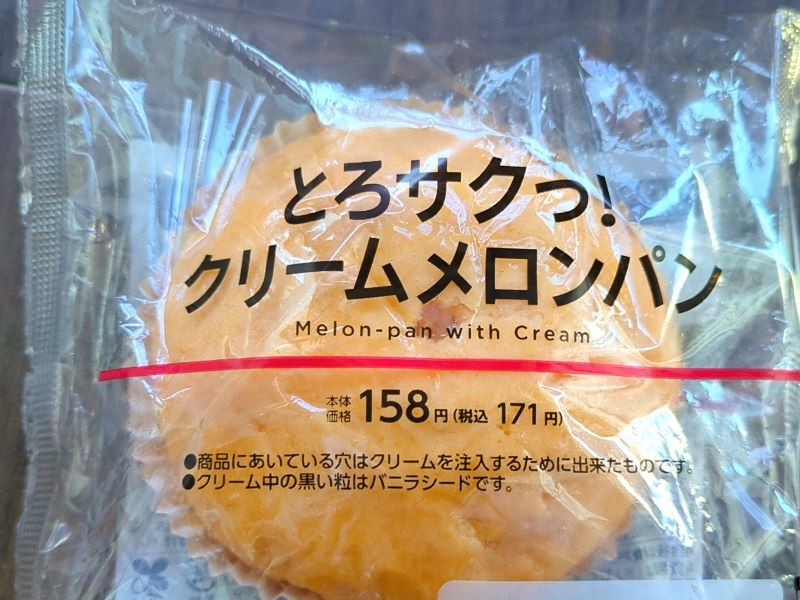 とろサクっ!
クリームメロンパン
Melon-pan with Cream
本体価格 158円 (税込 171円)
●商品にあいている穴はクリームを注入するために出来たものです。
●クリーム中の黒い粒はバニラシードです。